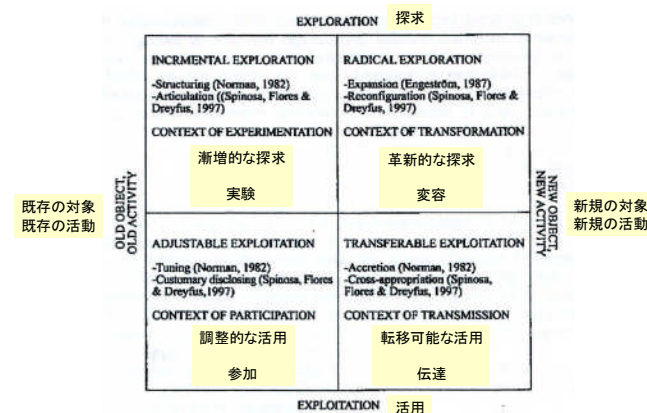 EXPLORATION 探求
INCRMENTAL EXPLORATION
-Structuring (Norman, 1982)
-Articulation ((Spinosa, Flores &
Dreyfus, 1997)
CONTEXT OF EXPERIMENTATION
漸増的な探求
実験
RADICAL EXPLORATION
-Expansion (Engeström, 1987)
-Reconfiguration (Spinosa, Flores &
Dreyfus, 1997)
CONTEXT OF TRANSFORMATION
革新的な探求
変容
既存の対象
既存の活動
OLD OBJECT,
OLD ACTIVITY
NEW OBJECT,
NEW ACTIVITY
新規の対象
新規の活動
ADJUSTABLE EXPLOITATION
-Tuning (Norman, 1982)
-Customary disclosing (Spinosa, Flores
& Dreyfus,1997)
CONTEXT OF PARTICIPATION
調整的な活用
参加
TRANSFERABLE EXPLOITATION
-Accretion (Norman, 1982)
-Cross-appropriation (Spinosa,
Flores & Dreyfus, 1997)
CONTEXT OF TRANSMISSION
転移可能な活用
伝達
EXPLOITATION 活用